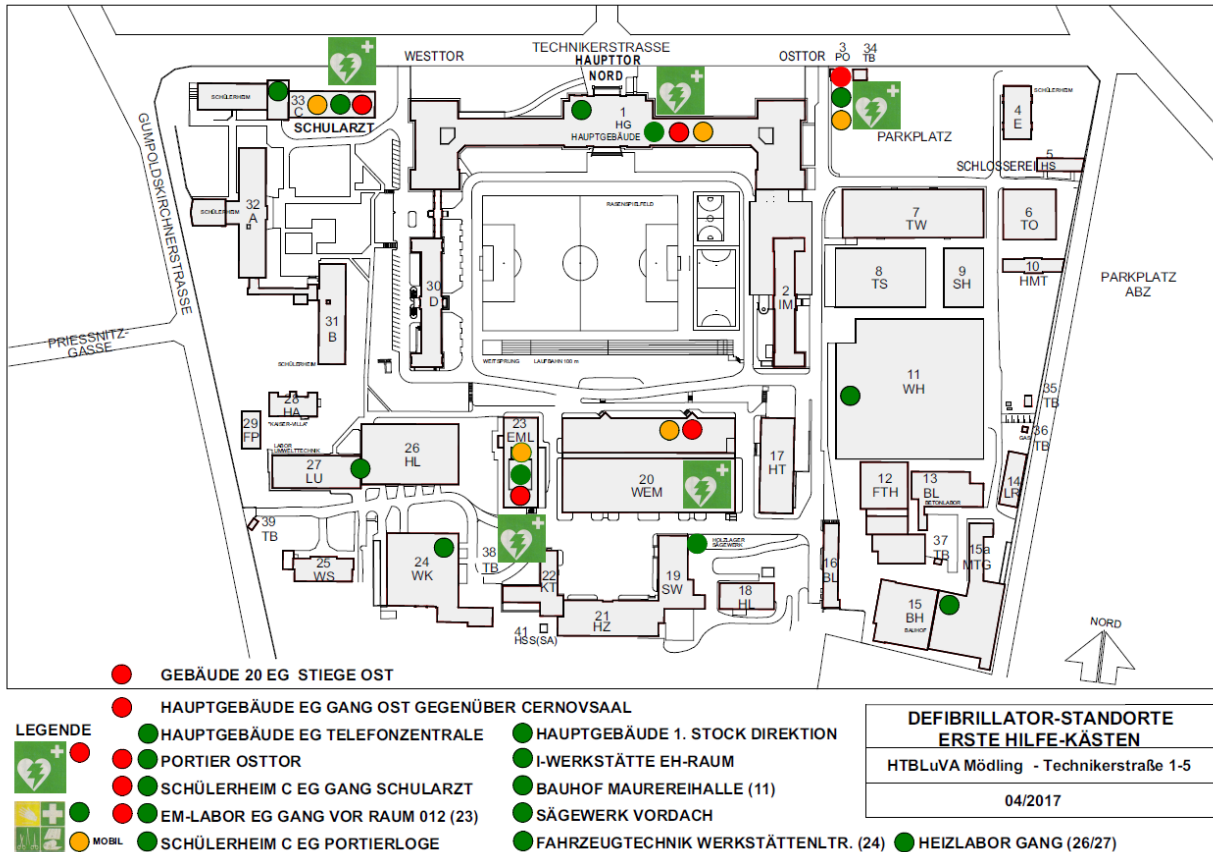 TECHNIKERSTRASSE
WESTTOR
HAUPTTOR
OSTTOR
NORD
3
PO
34
TB
SCHÜLERHEIM
33
C
SCHULARZT
1
HG
HAUPTGEBÄUDE
PARKPLATZ
SCHÜLERHEIM
4
E
SCHLOSSEREI
5
HS
GUMPOLDSKIRCHNERSTRASSE
SCHÜLERHEIM
32
A
RASENSPIELFELD
7
TW
6
TO
8
TS
9
SH
10
HMT
PARKPLATZ
ABZ
30
D
2
IM
31
B
SCHÜLERHEIM
PRIESSNITZ-
GASSE
WEITSPRUNG
LAUFBAHN 100 m
11
WH
28
HA
"KAISER-VILLA"
29
FP
LABOR
UMWELTTECHNIK
27
LU
26
HL
23
EML
20
WEM
17
HT
35
TB
GAS
36
TB
12
FTH
13
BL
BETONLABOR
14
LR
39
TB
25
WS
24
WK
38
TB
22
KT
HOLZLAGER
SÄGEWERK
19
SW
18
HL
16
BL
37
TB
15a
MTG
15
BH
BAUHOF
21
HZ
41
HSS(SA)
NORD
GEBÄUDE 20 EG STIEGE OST
HAUPTGEBÄUDE EG GANG OST GEGENÜBER CERNOVSAAL
LEGENDE
HAUPTGEBÄUDE EG TELEFONZENTRALE
PORTIER OSTTOR
SCHÜLERHEIM C EG GANG SCHULARZT
EM-LABOR EG GANG VOR RAUM 012 (23)
MOBIL
SCHÜLERHEIM C EG PORTIERLOGE
HAUPTGEBÄUDE 1. STOCK DIREKTION
I-WERKSTÄTTE EH-RAUM
BAUHOF MAUREREIHALLE (11)
SÄGEWERK VORDACH
FAHRZEUGTECHNIK WERKSTÄTTENLTR. (24)
HEIZLABOR GANG (26/27)
DEFIBRILLATOR-STANDORTE
ERSTE HILFE-KÄSTEN
HTBLuVA Mödling - Technikerstraße 1-5
04/2017